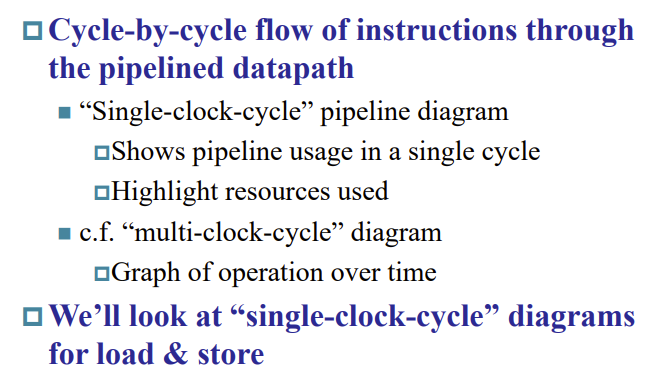 Cycle-by-cycle flow of instructions through
the pipelined datapath
“Single-clock-cycle” pipeline diagram
Shows pipeline usage in a single cycle
Highlight resources used
c.f. “multi-clock-cycle” diagram
Graph of operation over time
We’ll look at “single-clock-cycle” diagrams
for load & store